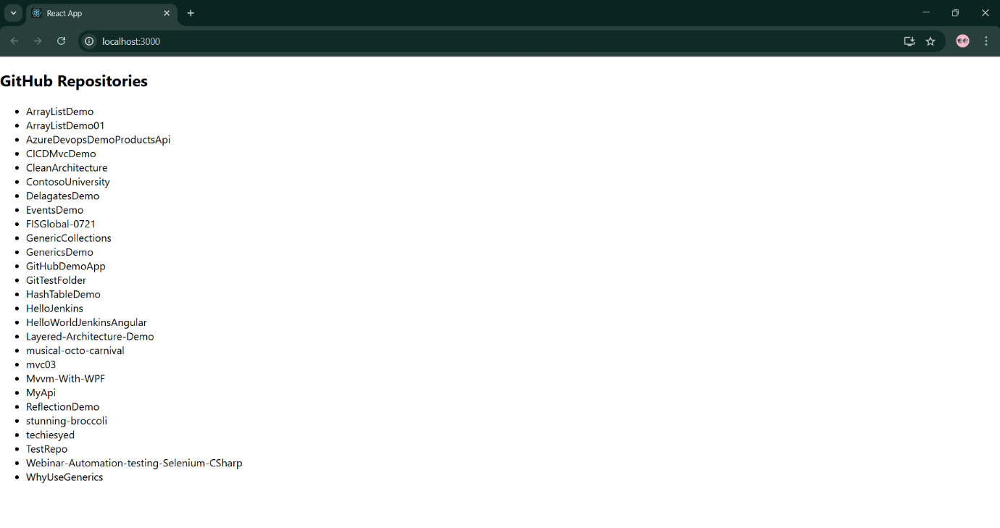 React App
localhost:3000
GitHub Repositories
ArrayListDemo
ArrayListDemo01
AzureDevopsDemoProductsApi
CICDMvcDemo
CleanArchitecture
ContosoUniversity
DelagatesDemo
EventsDemo
FISGlobal-0721
GenericCollections
GenericsDemo
GitHubDemoApp
GitTestFolder
HashTableDemo
HelloJenkins
HelloWorldJenkinsAngular
Layered-Architecture-Demo
musical-octo-carnival
mvc03
Mvvm-With-WPF
MyApi
ReflectionDemo
stunning-broccoli
techiesyed
TestRepo
Webinar-Automation-testing-Selenium-CSharp
WhyUseGenerics